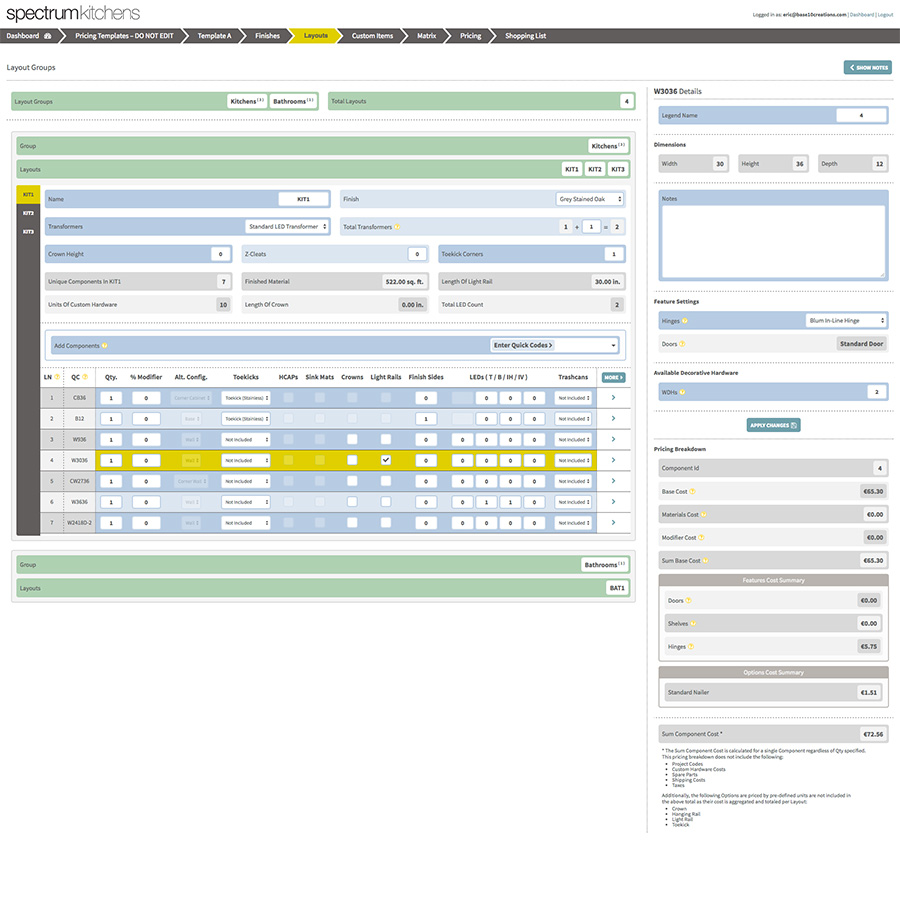 spectrumkitchens
Logged in as: eric@base10creations.com | Dashboard | Logout
Dashboard Pricing Templates – DO NOT EDIT Template A Finishes Layouts Custom Items Matrix Pricing Shopping List
Layout Groups
< SHOW NOTES
Layout Groups Kitchens (3) Bathrooms (1) Total Layouts 4
Group Kitchens (3)
Layouts KIT1 KIT2 KIT3
KIT1
KIT2
KIT3
Name KIT1 Finish Grey Stained Oak
Transformers Standard LED Transformer Total Transformers 1 + 1 = 2
Crown Height 0 Z-Cleats 0 Toekick Corners 1
Unique Components in KIT1 7 Finished Material 522.00 sq. ft. Length Of Light Rail 30.00 in.
Units Of Custom Hardware 10 Length Of Crown 0.00 in. Total LED Count 2
Add Components Enter Quick Codes >
LN QC Qty. % Modifier Alt. Config. Toekicks HCAPs Sink Mats Crowns Light Rails Finish Sides LEDs ( T / B / IH / IV ) Trashcans MORE >
1 CB36 1 0 Corner Cabinet Toekick (Stainless) 0 0 0 0 Not Included >
2 B12 1 0 Base Toekick (Stainless) 1 0 0 0 Not Included >
3 W936 1 0 Wall Not Included 0 0 0 0 0 Not Included >
4 W3036 1 0 Wall Not Included 0 0 0 0 0 Not Included >
5 CW2736 1 0 Corner Wall Not Included 0 0 0 0 0 Not Included >
6 W3636 1 0 Wall Not Included 0 0 1 1 0 Not Included >
7 W2418D-2 1 0 Wall Not Included 0 0 0 0 0 Not Included >
Group Bathrooms (1)
Layouts BAT1
W3036 Details
Legend Name 4
Dimensions
Width 30 Height 36 Depth 12
Notes
Feature Settings
Hinges Blum In-Line Hinge
Doors Standard Door
Available Decorative Hardware
WDHs 2
APPLY CHANGES
Pricing Breakdown
Component Id 4
Base Cost €65.30
Materials Cost €0.00
Modifier Cost €0.00
Sum Base Cost €65.30
Features Cost Summary
Doors €0.00
Shelves €0.00
Hinges €5.75
Options Cost Summary
Standard Nailer €1.51
Sum Component Cost * €72.56
* The Sum Component Cost is calculated for a single Component regardless of Qty specified.
This pricing breakdown does not include the following:
• Project Codes
• Custom Hardware Costs
• Spare Parts
• Shipping Costs
• Taxes
Additionally, the following Options are priced by pre-defined units are not included in
the above total as their cost is aggregated and totaled per Layout:
• Crown
• Hanging Rail
• Light Rail
• Toekick